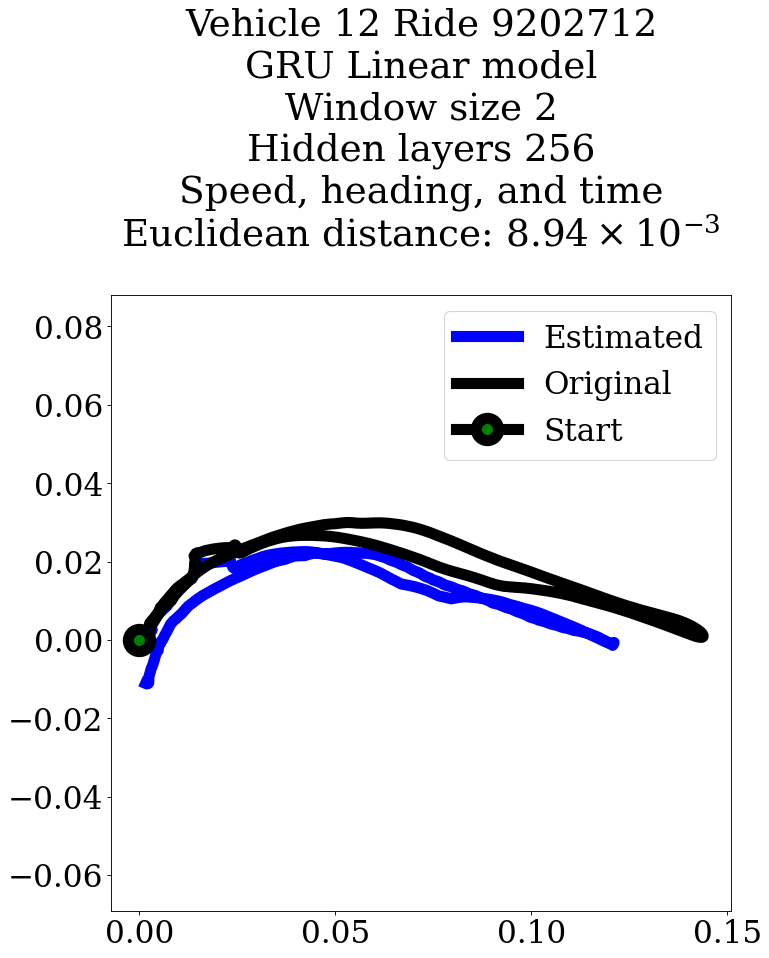 Vehicle 12 Ride 9202712
GRU Linear model
Window size 2
Hidden layers 256
Speed, heading, and time
Euclidean distance: 8.94 × 10⁻³
Estimated
Original
Start
0.08
0.06
0.04
0.02
0.00
−0.02
−0.04
−0.06
0.00 0.05 0.10 0.15